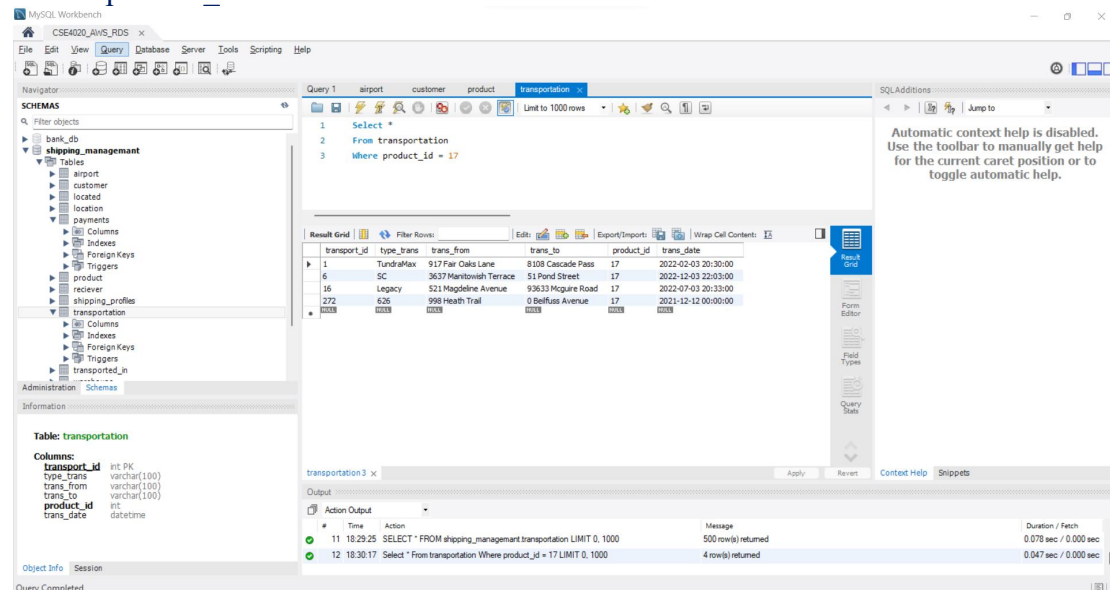 MySQL Workbench
CSE4020_AWS_RDS
File Edit View Query Database Server Tools Scripting Help
Navigator
SCHEMAS
Filter objects
bank_db
shipping_managemant
Tables
airport
customer
located
location
payments
Columns
Indexes
Foreign Keys
Triggers
product
reciever
shipping_profiles
transportation
Columns
Indexes
Foreign Keys
Triggers
transported_in
Administration Schemas
Information
Table: transportation
Columns:
transport_id int PK
type_trans varchar(100)
trans_from varchar(100)
trans_to varchar(100)
product_id int
trans_date datetime
Object Info Session
Query Completed
Query 1 airport customer product transportation
Limit to 1000 rows
1 Select *
2 From transportation
3 Where product_id = 17
Result Grid Filter Rows: Edit: Export/Import: Wrap Cell Content:
transport_id type_trans trans_from trans_to product_id trans_date
1 TundraMax 917 Fair Oaks Lane 8108 Cascade Pass 17 2022-02-03 20:30:00
6 SC 3637 Manitowish Terrace 51 Pond Street 17 2022-12-03 22:03:00
16 Legacy 521 Magdeline Avenue 93633 Mcguire Road 17 2022-07-03 20:33:00
272 626 998 Heath Trail 0 Beilfuss Avenue 17 2021-12-12 00:00:00
NULL NULL NULL NULL NULL NULL
Result Grid
Form Editor
Field Types
Query Stats
transportation 3 Apply Revert
Output
Action Output
# Time Action Message Duration / Fetch
11 18:29:25 SELECT * FROM shipping_managemant.transportation LIMIT 0, 1000 500 row(s) returned 0.078 sec / 0.000 sec
12 18:30:17 Select * From transportation Where product_id = 17 LIMIT 0, 1000 4 row(s) returned 0.047 sec / 0.000 sec
SQLAdditions
Jump to
Automatic context help is disabled.
Use the toolbar to manually get help
for the current caret position or to
toggle automatic help.
Context Help Snippets